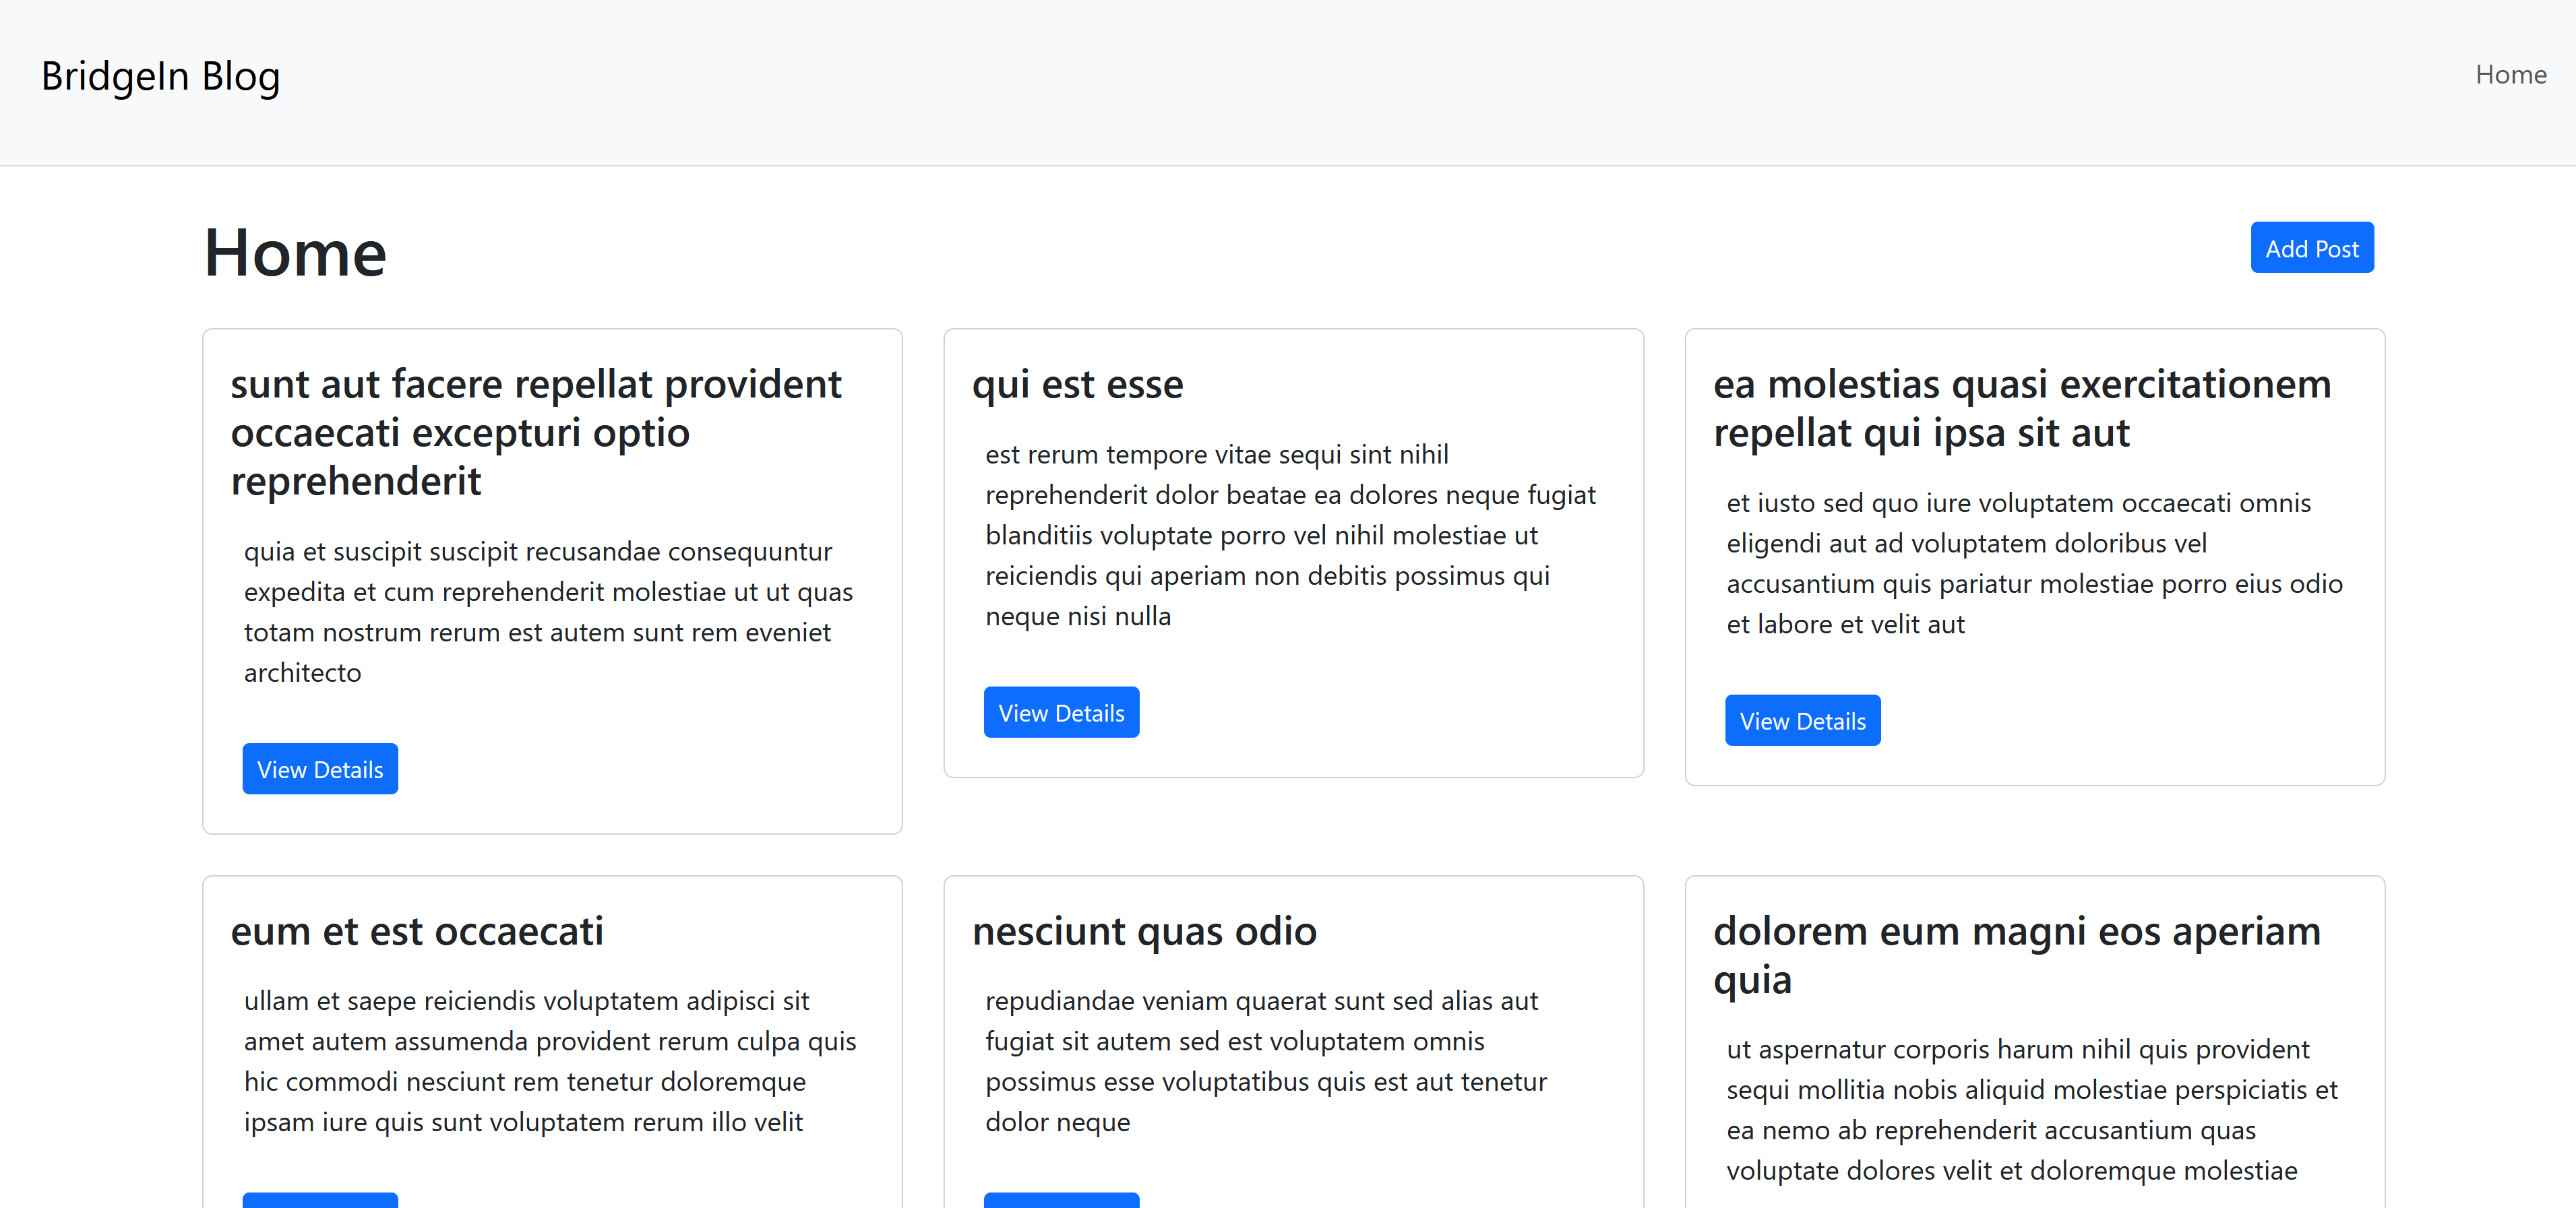 BridgeIn Blog
Home
Home
Add Post
sunt aut facere repellat provident
occaecati excepturi optio
reprehenderit
quia et suscipit suscipit recusandae consequuntur
expedita et cum reprehenderit molestiae ut ut quas
totam nostrum rerum est autem sunt rem eveniet
architecto
View Details
qui est esse
est rerum tempore vitae sequi sint nihil
reprehenderit dolor beatae ea dolores neque fugiat
blanditiis voluptate porro vel nihil molestiae ut
reiciendis qui aperiam non debitis possimus qui
neque nisi nulla
View Details
ea molestias quasi exercitationem
repellat qui ipsa sit aut
et iusto sed quo iure voluptatem occaecati omnis
eligendi aut ad voluptatem doloribus vel
accusantium quis pariatur molestiae porro eius odio
et labore et velit aut
View Details
eum et est occaecati
ullam et saepe reiciendis voluptatem adipisci sit
amet autem assumenda provident rerum culpa quis
hic commodi nesciunt rem tenetur doloremque
ipsam iure quis sunt voluptatem rerum illo velit
nesciunt quas odio
repudiandae veniam quaerat sunt sed alias aut
fugiat sit autem sed est voluptatem omnis
possimus esse voluptatibus quis est aut tenetur
dolor neque
dolorem eum magni eos aperiam
quia
ut aspernatur corporis harum nihil quis provident
sequi mollitia nobis aliquid molestiae perspiciatis et
ea nemo ab reprehenderit accusantium quas
voluptate dolores velit et doloremque molestiae